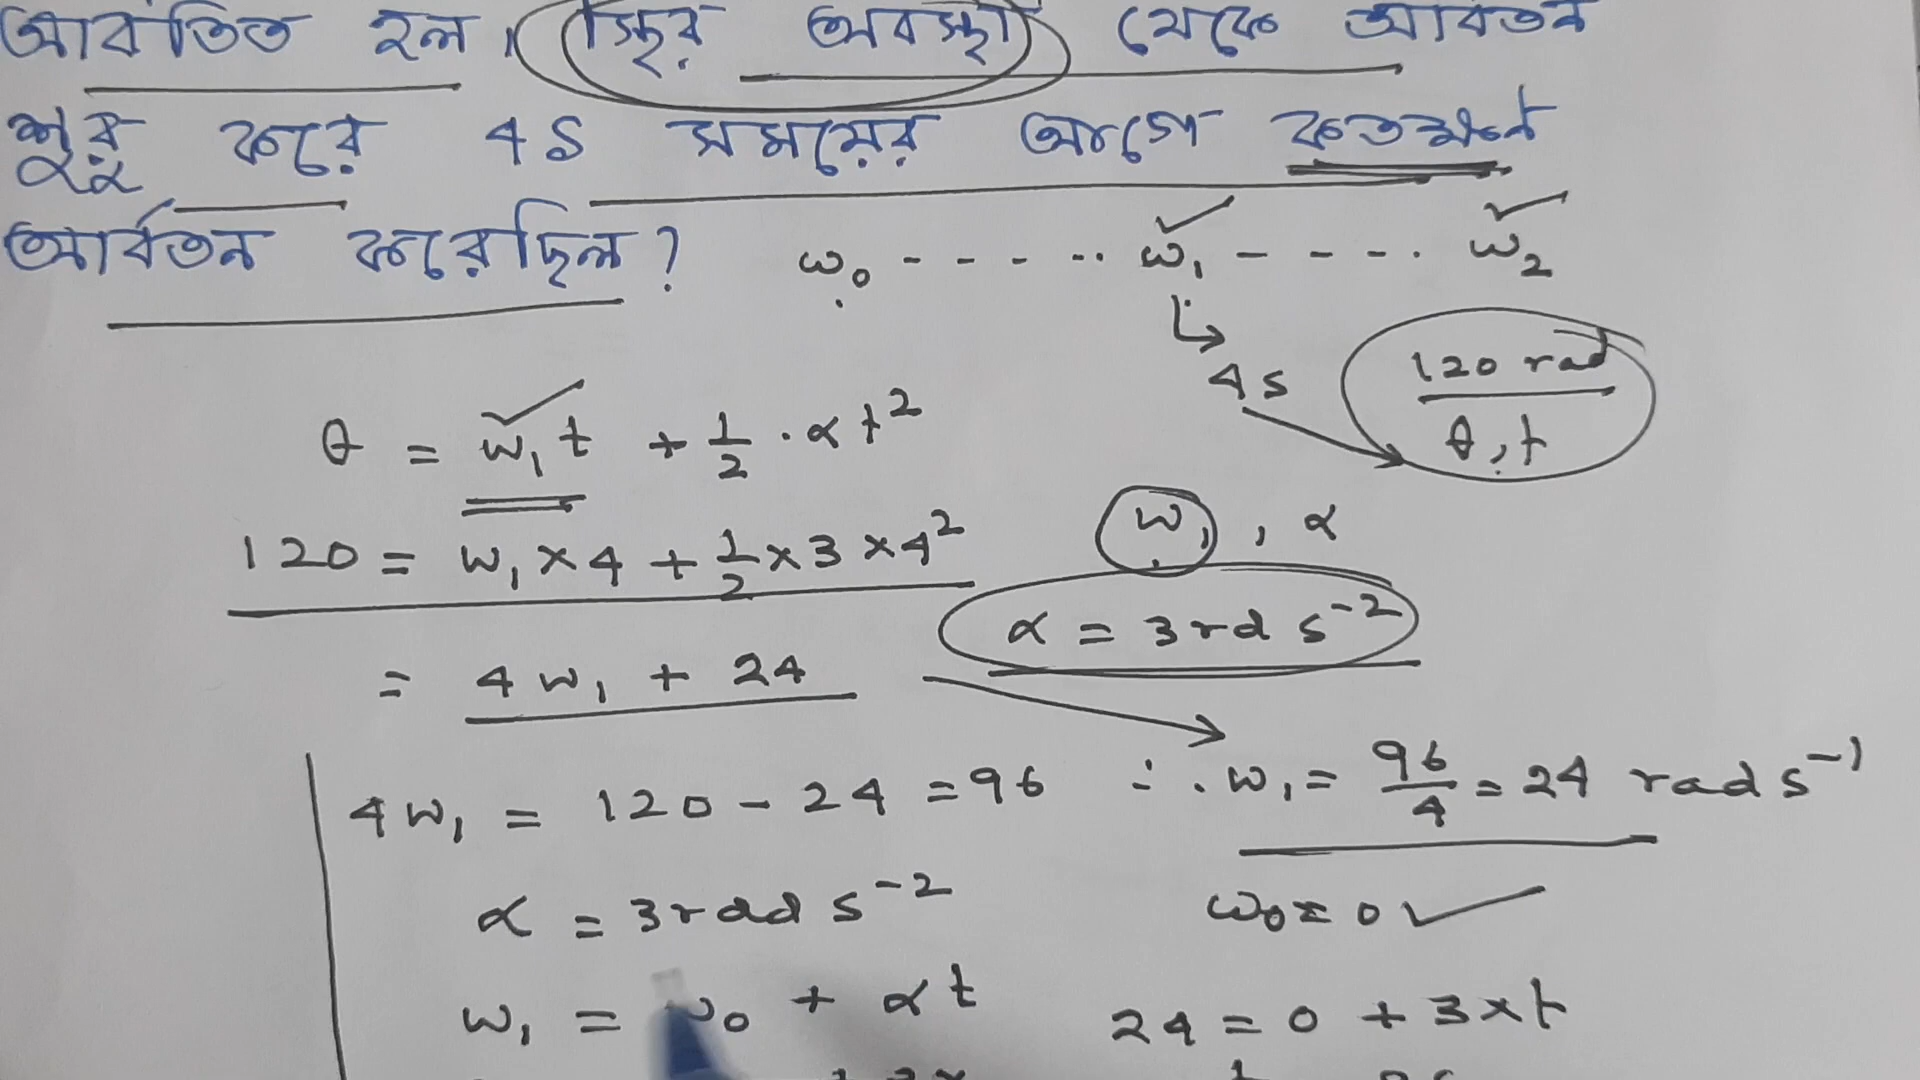 আবর্তিত হল। স্থির অবস্থা থেকে আবর্তন
শুরু করে 4S সময়ের আগে কতক্ষণ
আবর্তন করেছিল?
ω₀ - - - - .. ω₁ - - - - . ω₂
4s
120 rad
θ, t
θ = ω₁t + 1/2 . αt²
120 = ω₁ × 4 + 1/2 × 3 × 4²
ω₁, α
α = 3 rd s⁻²
= 4ω₁ + 24
4ω₁ = 120 - 24 = 96 ∴ ω₁ = 96/4 = 24 rad s⁻¹
α = 3 rad s⁻² ω₀ = 0
ω₁ = ω₀ + αt 24 = 0 + 3×t